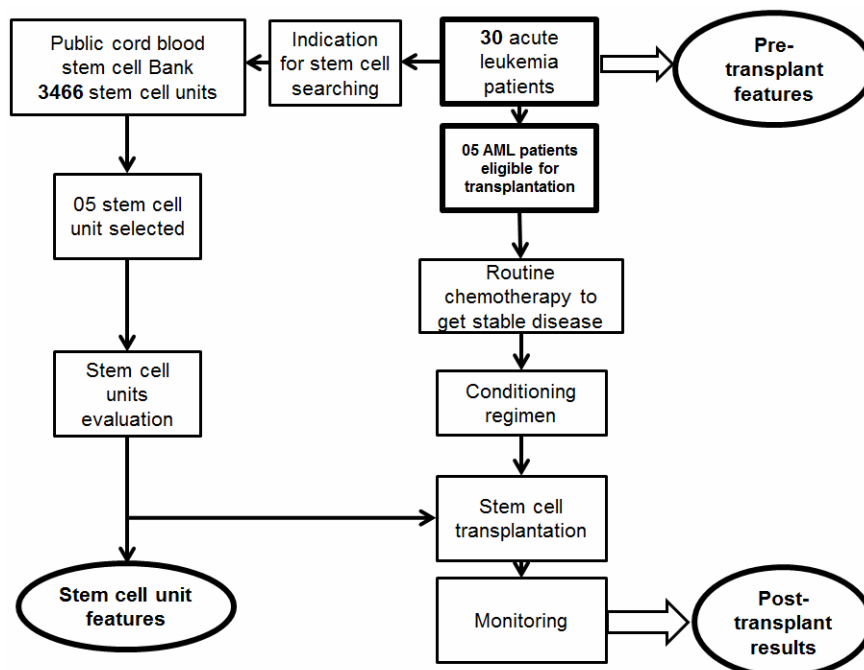 Public cord blood
stem cell Bank
3466 stem cell units
Indication
for stem cell
searching
30 acute
leukemia
patients
Pre-
transplant
features
05 AML patients
eligible for
transplantation
05 stem cell
unit selected
Routine
chemotherapy to
get stable disease
Stem cell
units
evaluation
Conditioning
regimen
Stem cell
transplantation
Stem cell unit
features
Monitoring
Post-
transplant
results